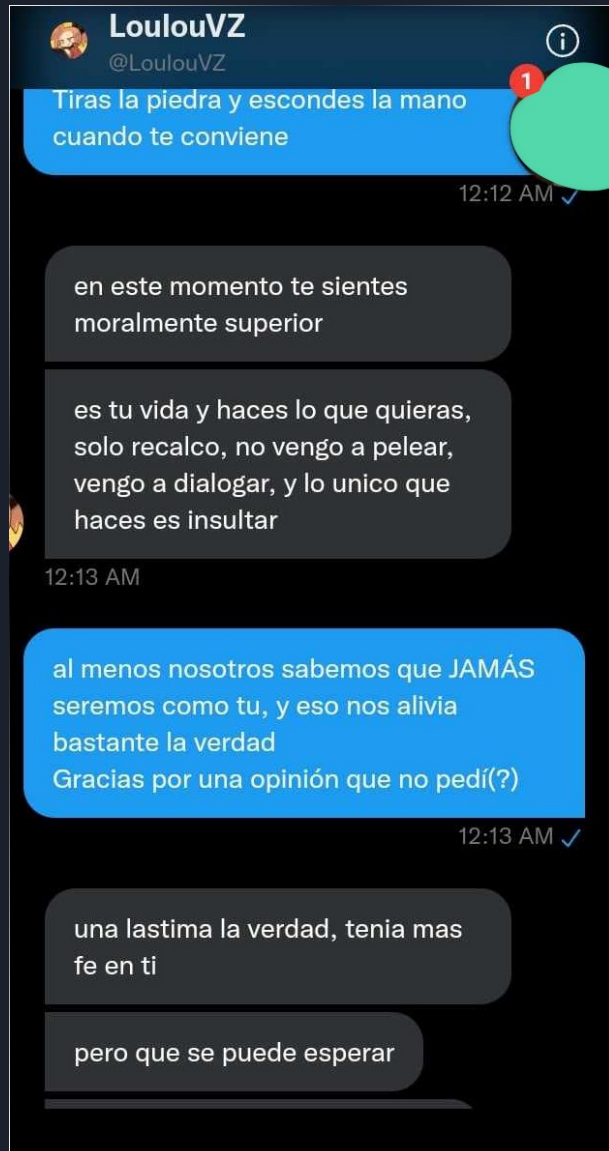 LoulouVZ
@LoulouVZ
1
Tiras la piedra y escondes la mano
cuando te conviene
12:12 AM
en este momento te sientes
moralmente superior
es tu vida y haces lo que quieras,
solo recalco, no vengo a pelear,
vengo a dialogar, y lo unico que
haces es insultar
12:13 AM
al menos nosotros sabemos que JAMÁS
seremos como tu, y eso nos alivia
bastante la verdad
Gracias por una opinión que no pedí(?)
12:13 AM
una lastima la verdad, tenia mas
fe en ti
pero que se puede esperar